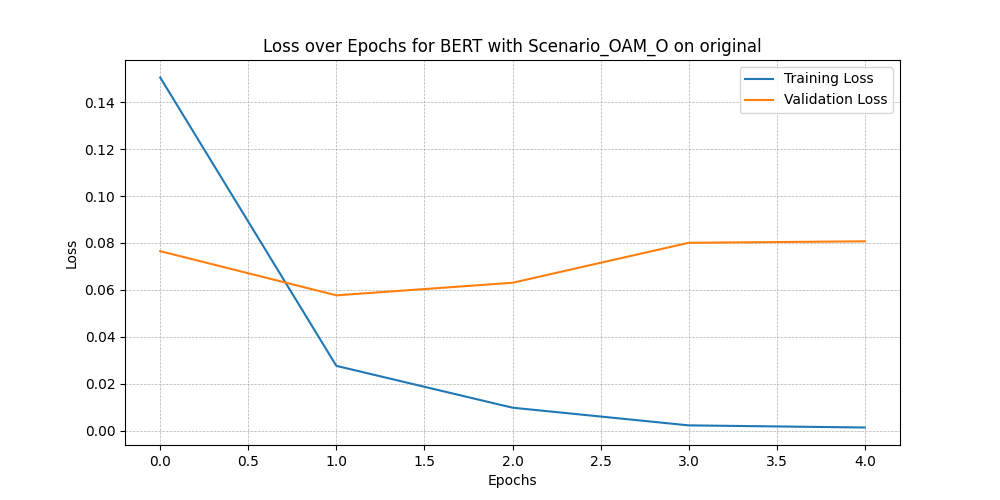 Loss over Epochs for BERT with Scenario_OAM_O on original
Training Loss
Validation Loss
0.14
0.12
0.10
0.08
0.06
0.04
0.02
0.00
Loss
0.0 0.5 1.0 1.5 2.0 2.5 3.0 3.5 4.0
Epochs